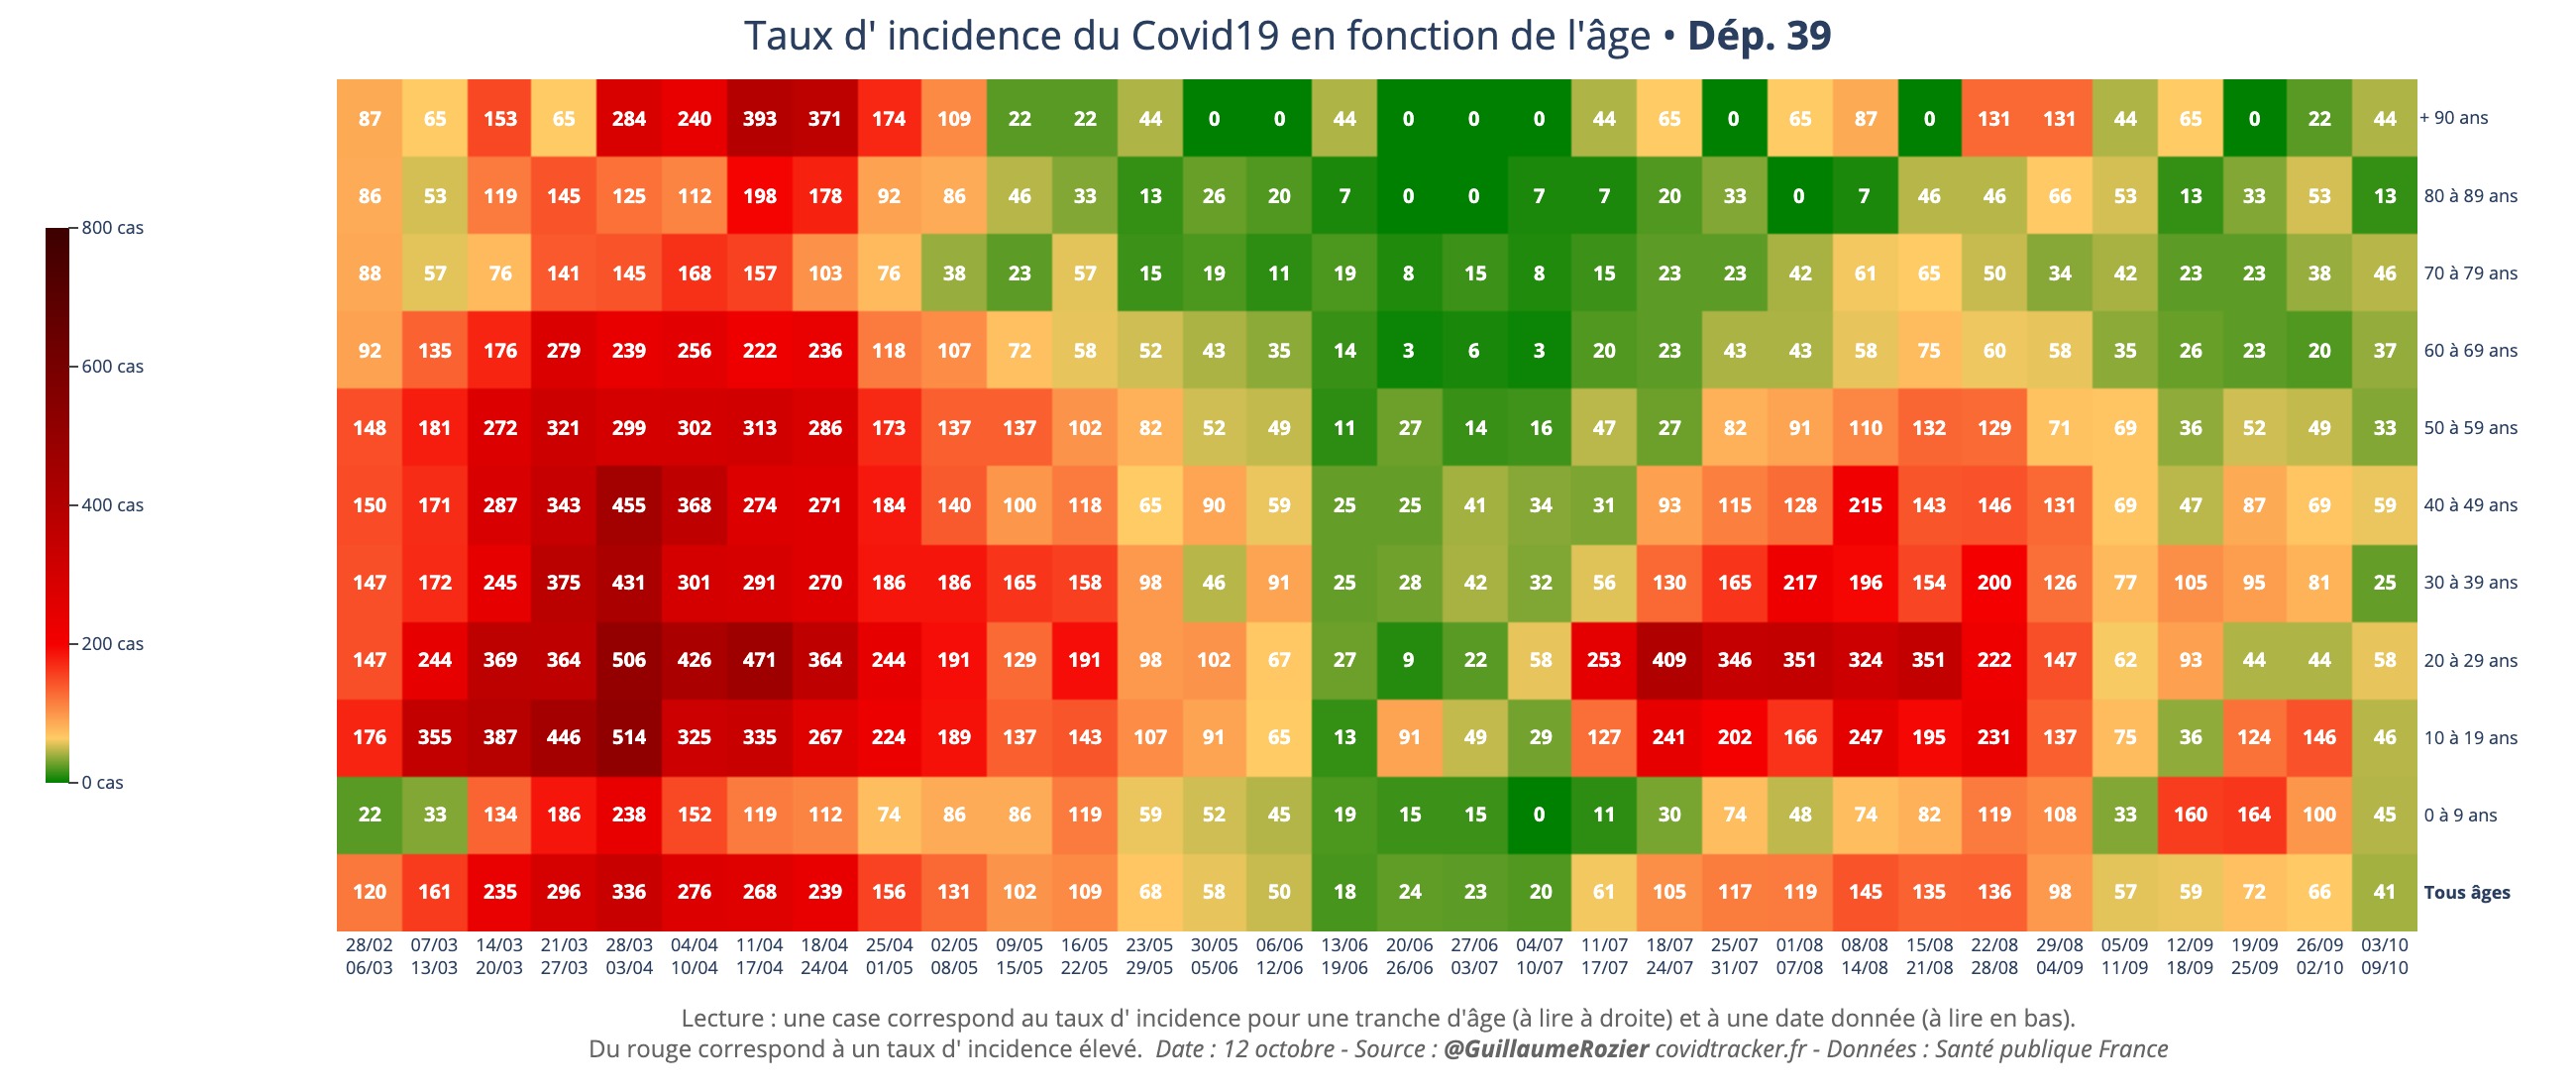 Taux d' incidence du Covid19 en fonction de l'âge • Dép. 39
87 65 153 65 284 240 393 371 174 109 22 22 44 0 0 44 0 0 0 44 65 0 65 87 0 131 131 44 65 0 22 44 + 90 ans
86 53 119 145 125 112 198 178 92 86 46 33 13 26 20 7 0 0 7 7 20 33 0 7 46 46 66 53 13 33 53 13 80 à 89 ans
800 cas
88 57 76 141 145 168 157 103 76 38 23 57 15 19 11 19 8 15 8 15 23 23 42 61 65 50 34 42 23 23 38 46 70 à 79 ans
92 135 176 279 239 256 222 236 118 107 72 58 52 43 35 14 3 6 3 20 23 43 43 58 75 60 58 35 26 23 20 37 60 à 69 ans
600 cas
148 181 272 321 299 302 313 286 173 137 137 102 82 52 49 11 27 14 16 47 27 82 91 110 132 129 71 69 36 52 49 33 50 à 59 ans
400 cas
150 171 287 343 455 368 274 271 184 140 100 118 65 90 59 25 25 41 34 31 93 115 128 215 143 146 131 69 47 87 69 59 40 à 49 ans
147 172 245 375 431 301 291 270 186 186 165 158 98 46 91 25 28 42 32 56 130 165 217 196 154 200 126 77 105 95 81 25 30 à 39 ans
200 cas
147 244 369 364 506 426 471 364 244 191 129 191 98 102 67 27 9 22 58 253 409 346 351 324 351 222 147 62 93 44 44 58 20 à 29 ans
176 355 387 446 514 325 335 267 224 189 137 143 107 91 65 13 91 49 29 127 241 202 166 247 195 231 137 75 36 124 146 46 10 à 19 ans
0 cas
22 33 134 186 238 152 119 112 74 86 86 119 59 52 45 19 15 15 0 11 30 74 48 74 82 119 108 33 160 164 100 45 0 à 9 ans
120 161 235 296 336 276 268 239 156 131 102 109 68 58 50 18 24 23 20 61 105 117 119 145 135 136 98 57 59 72 66 41 Tous âges
28/02 07/03 14/03 21/03 28/03 04/04 11/04 18/04 25/04 02/05 09/05 16/05 23/05 30/05 06/06 13/06 20/06 27/06 04/07 11/07 18/07 25/07 01/08 08/08 15/08 22/08 29/08 05/09 12/09 19/09 26/09 03/10
06/03 13/03 20/03 27/03 03/04 10/04 17/04 24/04 01/05 08/05 15/05 22/05 29/05 05/06 12/06 19/06 26/06 03/07 10/07 17/07 24/07 31/07 07/08 14/08 21/08 28/08 04/09 11/09 18/09 25/09 02/10 09/10
Lecture : une case correspond au taux d' incidence pour une tranche d'âge (à lire à droite) et à une date donnée (à lire en bas).
Du rouge correspond à un taux d' incidence élevé. Date : 12 octobre - Source : @GuillaumeRozier covidtracker.fr - Données : Santé publique France